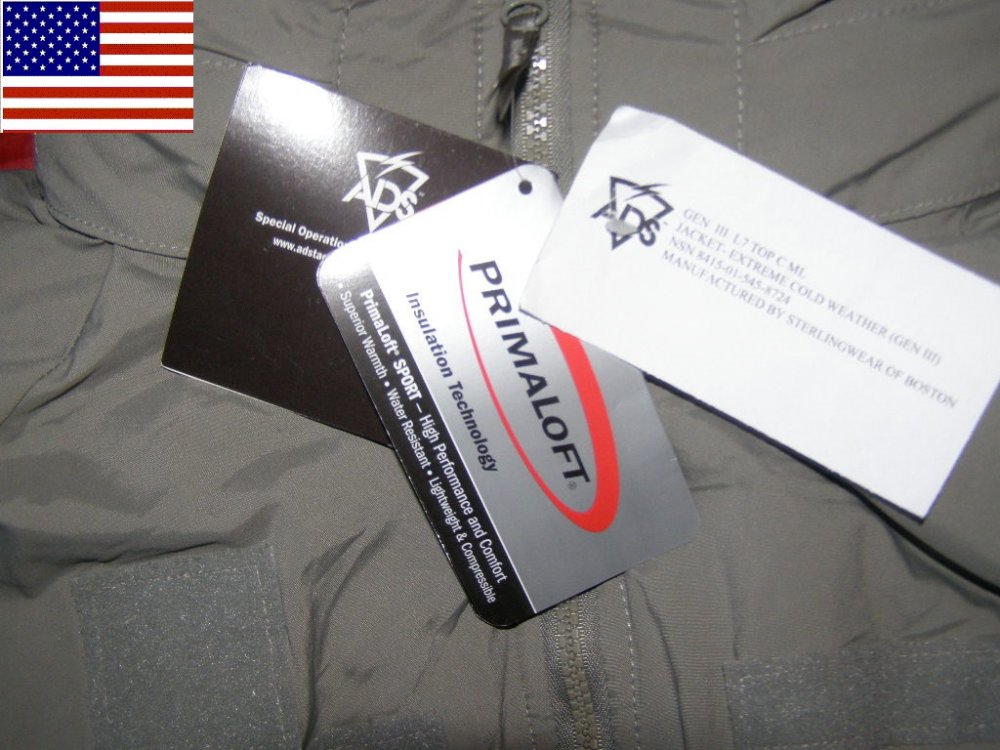 ADS
Special Operatio
www.adsta
PRIMALOFT®
Insulation Technology
PrimaLoft® SPORT – High Performance and Comfort
• Superior Warmth • Water Resistant • Lightweight & Compressible
ADS
GEN III L7 TOP C ML
JACKET- EXTREME COLD WEATHER (GEN III)
NSN 8415-01-545-8724
MANUFACTURED BY STERLINGWEAR OF BOSTON